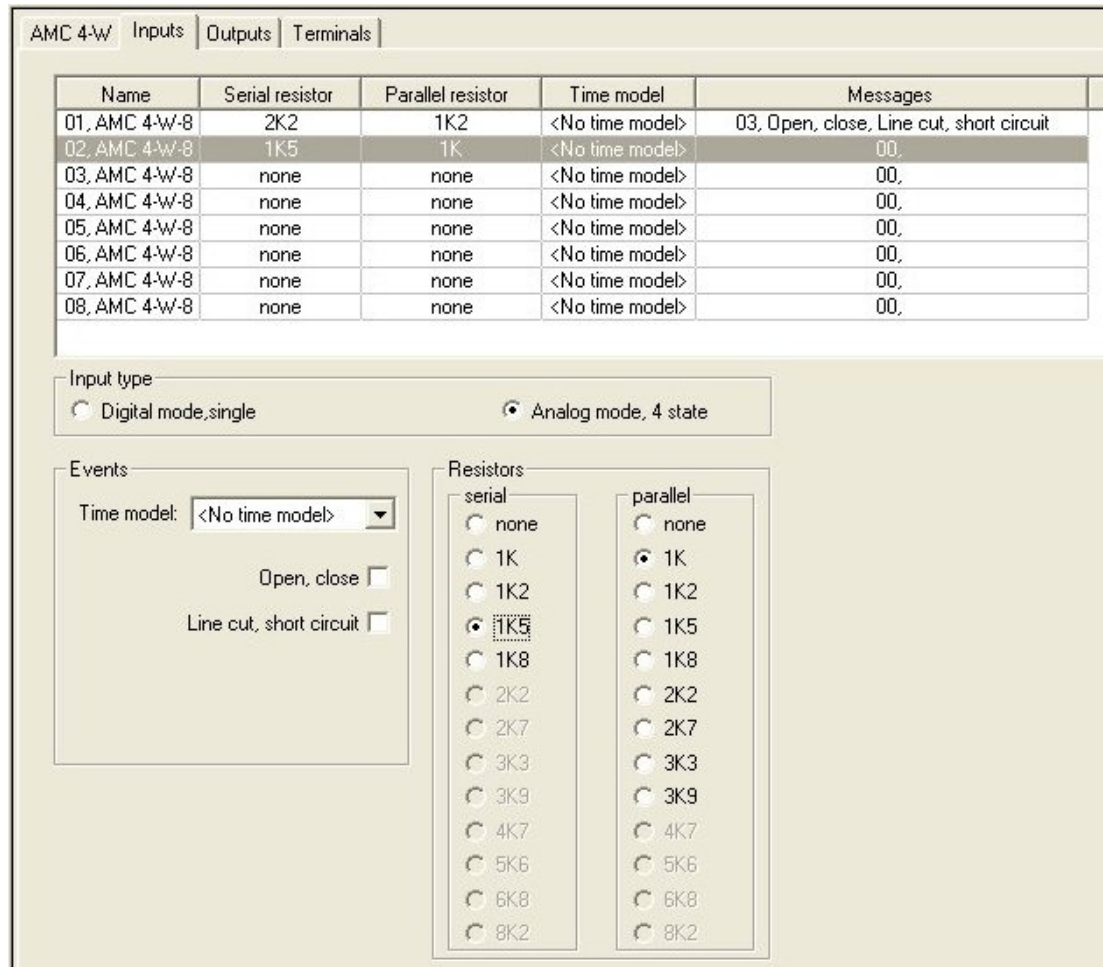 AMC 4-W Inputs Outputs Terminals
Name Serial resistor Parallel resistor Time model Messages
01, AMC 4-W-8 2K2 1K2 <No time model> 03, Open, close, Line cut, short circuit
02, AMC 4-W-8 1K5 1K <No time model> 00,
03, AMC 4-W-8 none none <No time model> 00,
04, AMC 4-W-8 none none <No time model> 00,
05, AMC 4-W-8 none none <No time model> 00,
06, AMC 4-W-8 none none <No time model> 00,
07, AMC 4-W-8 none none <No time model> 00,
08, AMC 4-W-8 none none <No time model> 00,
Input type
Digital mode,single Analog mode, 4 state
Events
Time model: <No time model>
Open, close
Line cut, short circuit
Resistors
serial parallel
none none
1K 1K
1K2 1K2
1K5 1K5
1K8 1K8
2K2 2K2
2K7 2K7
3K3 3K3
3K9 3K9
4K7 4K7
5K6 5K6
6K8 6K8
8K2 8K2